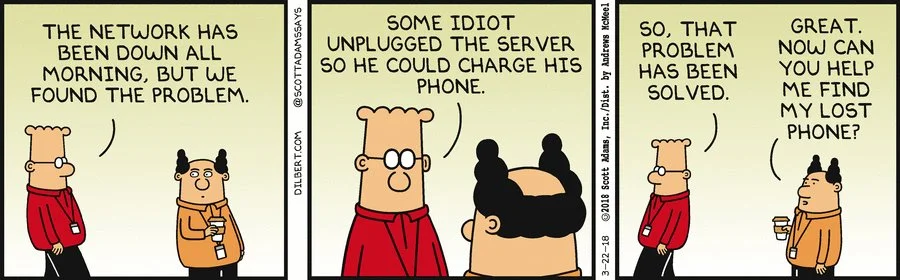 THE NETWORK HAS
BEEN DOWN ALL
MORNING, BUT WE
FOUND THE PROBLEM.
DILBERT.COM @SCOTTADAMSSAYS
SOME IDIOT
UNPLUGGED THE SERVER
SO HE COULD CHARGE HIS
PHONE.
3-22-18 ©2018 Scott Adams, Inc./Dist. by Andrews McMeel
SO, THAT
PROBLEM
HAS BEEN
SOLVED.
GREAT.
NOW CAN
YOU HELP
ME FIND
MY LOST
PHONE?